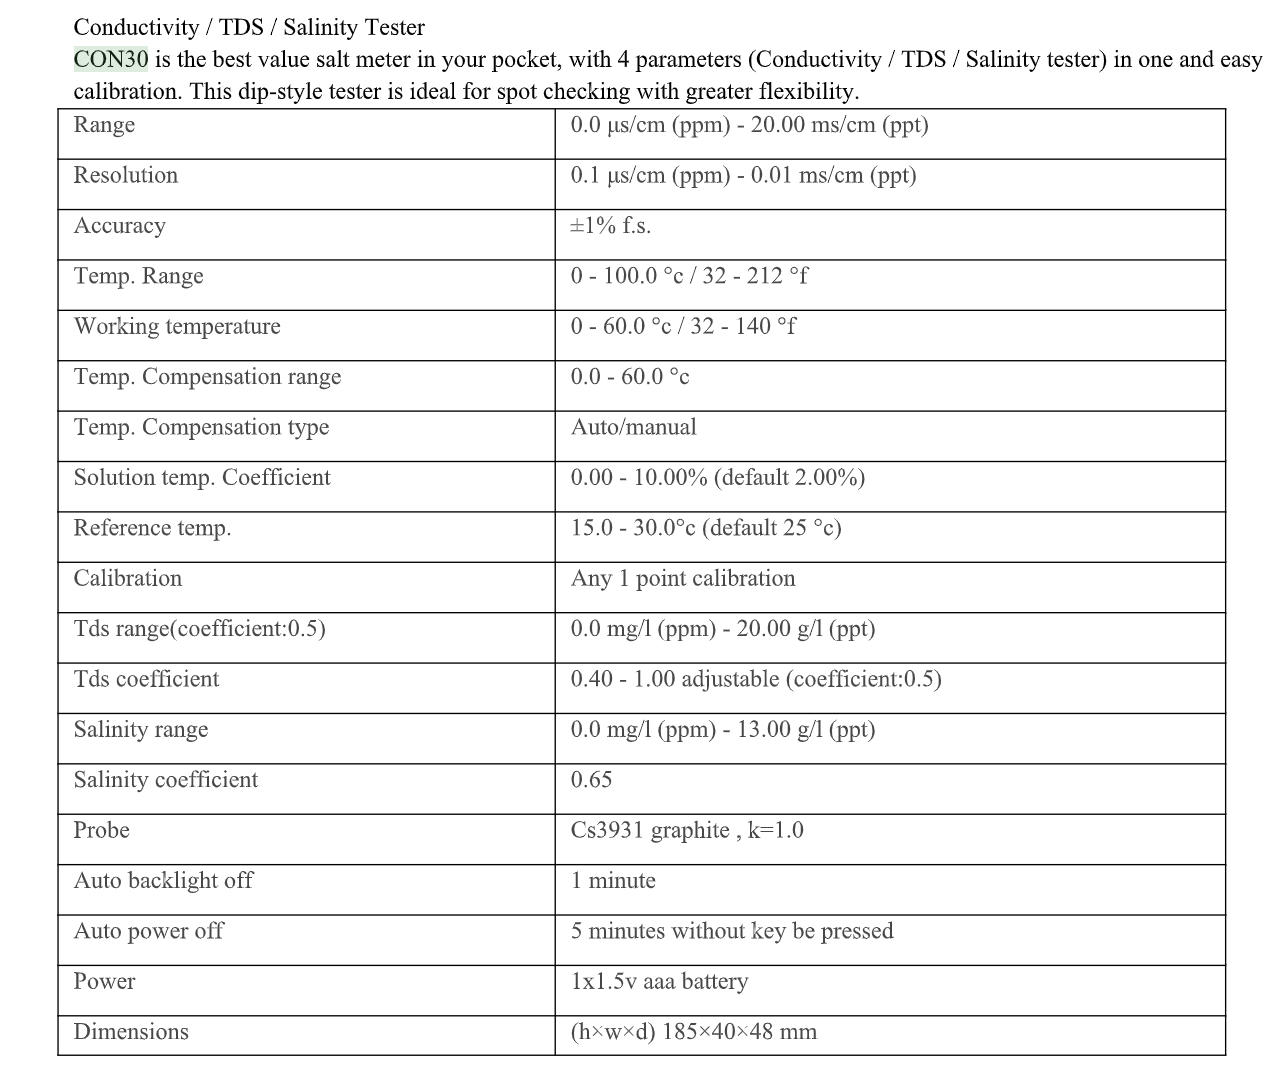 Conductivity / TDS / Salinity Tester
CON30 is the best value salt meter in your pocket, with 4 parameters (Conductivity / TDS / Salinity tester) in one and easy
calibration. This dip-style tester is ideal for spot checking with greater flexibility.
Range 0.0 μs/cm (ppm) - 20.00 ms/cm (ppt)
Resolution 0.1 μs/cm (ppm) - 0.01 ms/cm (ppt)
Accuracy ±1% f.s.
Temp. Range 0 - 100.0 °c / 32 - 212 °f
Working temperature 0 - 60.0 °c / 32 - 140 °f
Temp. Compensation range 0.0 - 60.0 °c
Temp. Compensation type Auto/manual
Solution temp. Coefficient 0.00 - 10.00% (default 2.00%)
Reference temp. 15.0 - 30.0°c (default 25 °c)
Calibration Any 1 point calibration
Tds range(coefficient:0.5) 0.0 mg/l (ppm) - 20.00 g/l (ppt)
Tds coefficient 0.40 - 1.00 adjustable (coefficient:0.5)
Salinity range 0.0 mg/l (ppm) - 13.00 g/l (ppt)
Salinity coefficient 0.65
Probe Cs3931 graphite , k=1.0
Auto backlight off 1 minute
Auto power off 5 minutes without key be pressed
Power 1x1.5v aaa battery
Dimensions (h×w×d) 185×40×48 mm